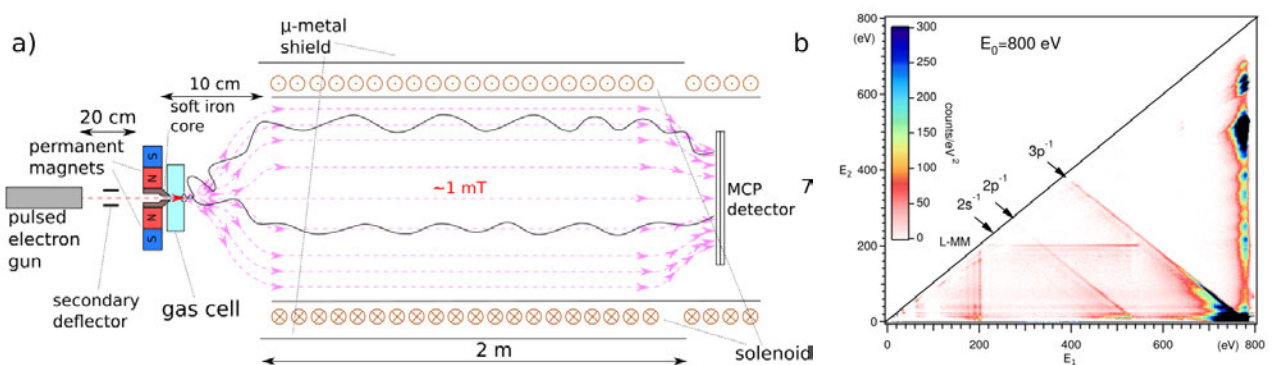 a)
μ-metal
shield
10 cm
soft iron
core
20 cm
permanent
magnets
S
N
N
S
pulsed
electron
gun
secondary
deflector
gas cell
~1 mT
MCP
detector
solenoid
2 m
7
b
800
(eV)
600
E2
400
200
0
300
250
200
150
100
50
0
counts/eV²
E₀=800 eV
3p⁻¹
2p⁻¹
2s⁻¹
L-MM
0
200
400
600
(eV)
800
E₁